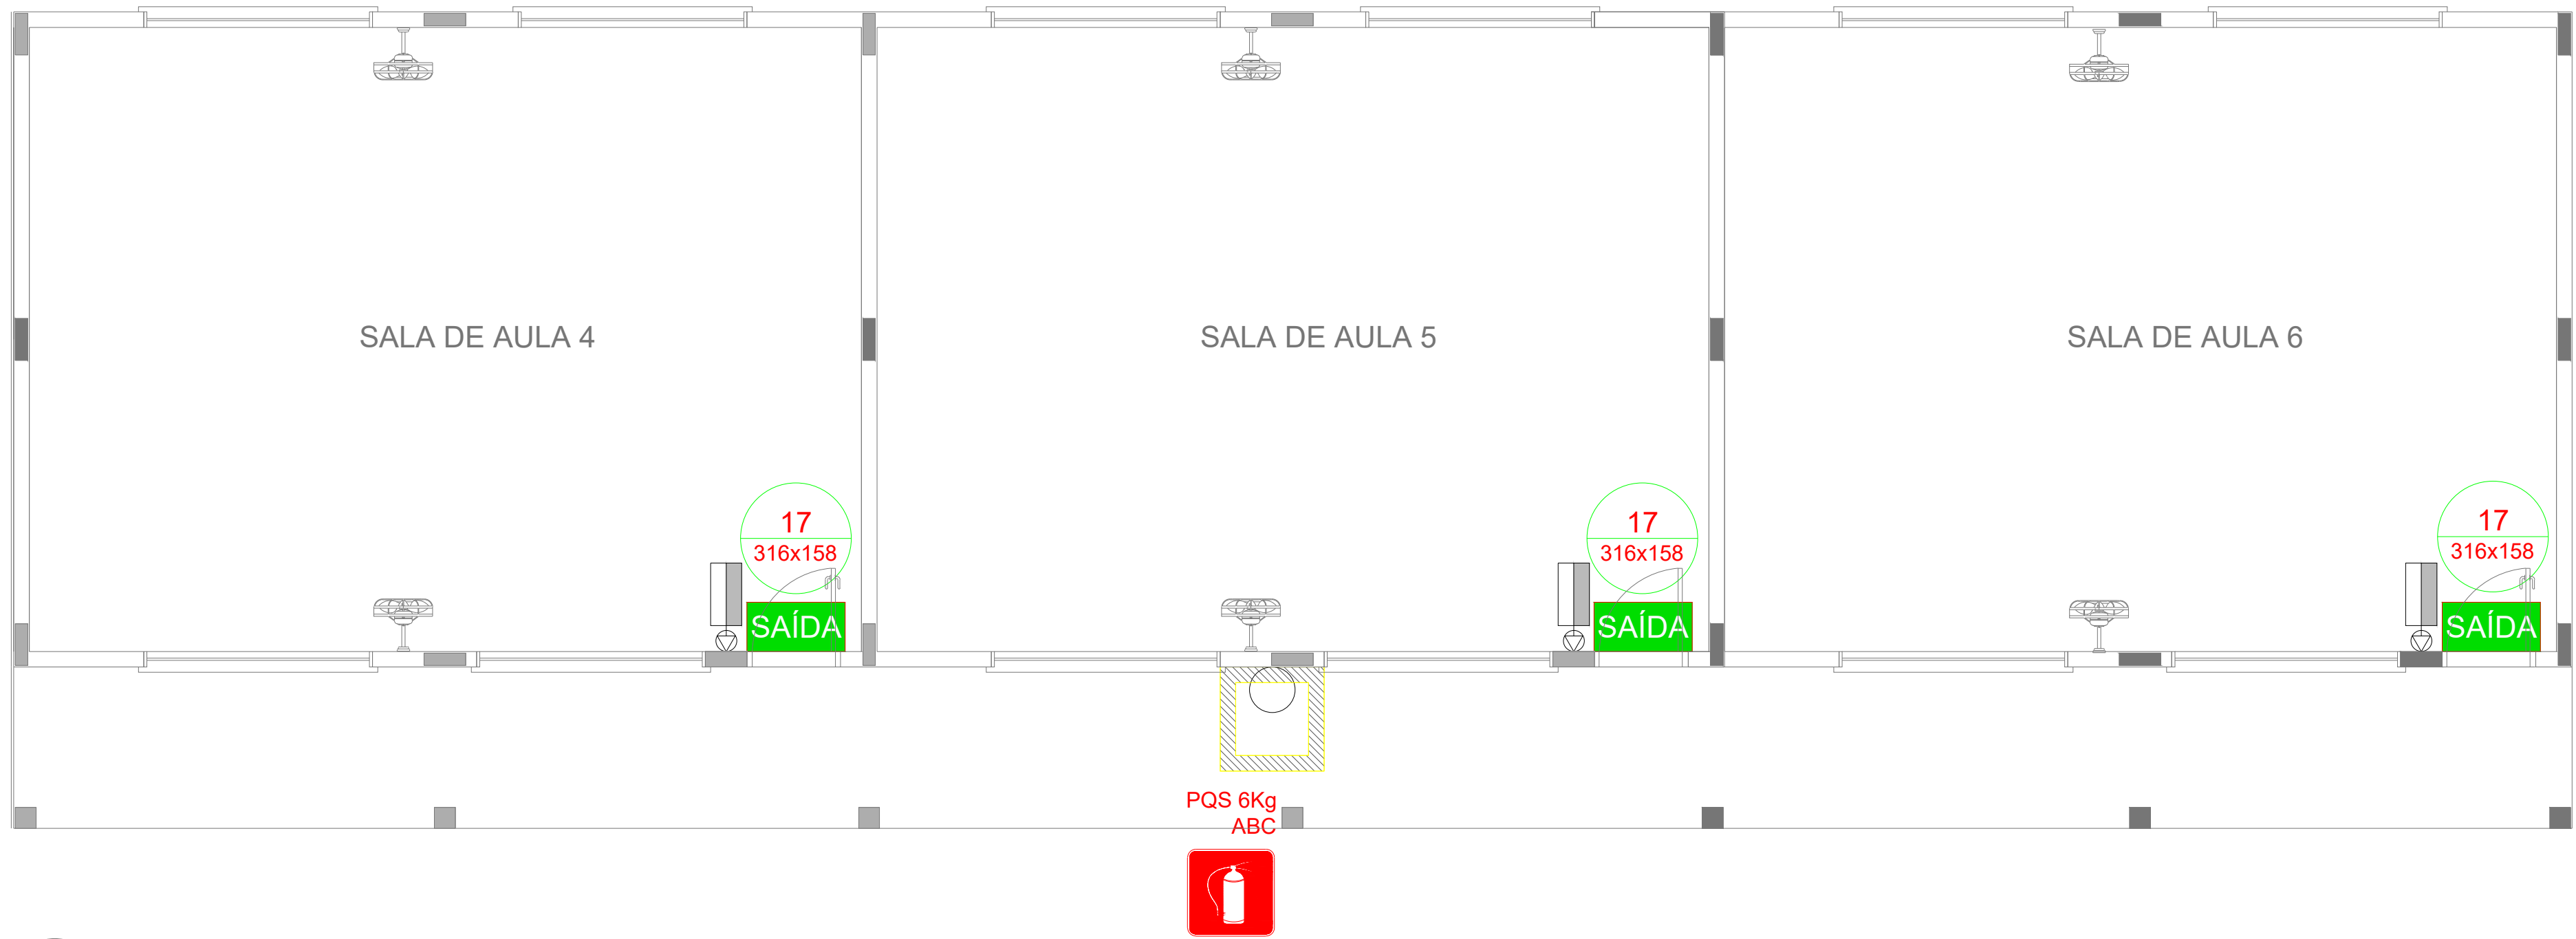 SALA DE AULA 4
SALA DE AULA 5
SALA DE AULA 6
17
316x158
SAÍDA
17
316x158
SAÍDA
17
316x158
SAÍDA
PQS 6Kg
ABC